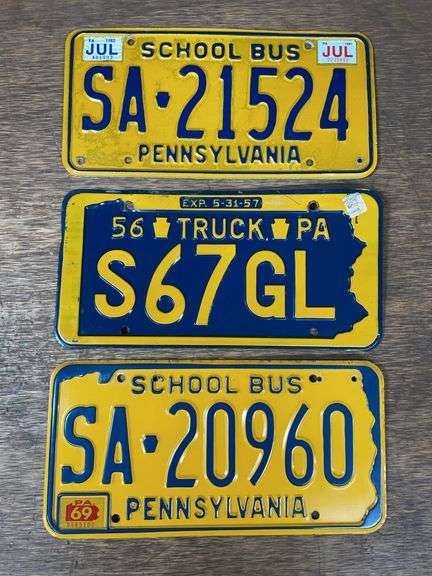 JUL
SCHOOL BUS
JUL
SA 21524
PENNSYLVANIA
EXP. 5-31-57
56 TRUCK PA
S67GL
SCHOOL BUS
SA 20960
PA
69
PENNSYLVANIA